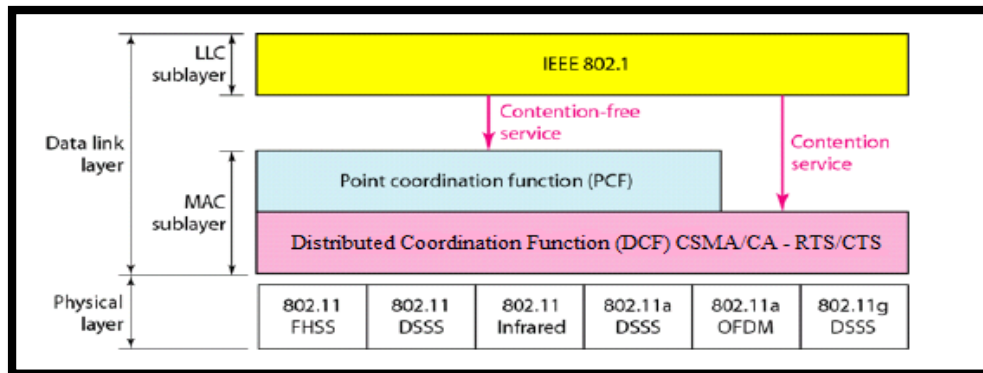 LLC
sublayer
IEEE 802.1
Contention-free
service
Contention
service
Data link
layer
MAC
sublayer
Point coordination function (PCF)
Distributed Coordination Function (DCF) CSMA/CA - RTS/CTS
Physical
layer
802.11
FHSS
802.11
DSSS
802.11
Infrared
802.11a
DSSS
802.11a
OFDM
802.11g
DSSS